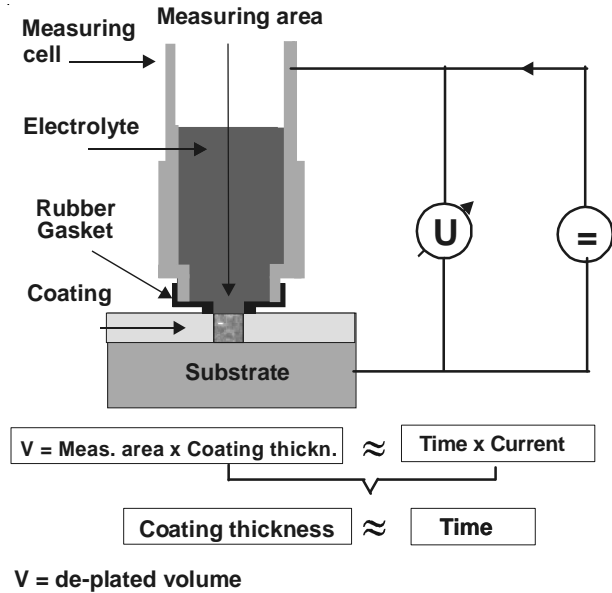 Measuring area
Measuring
cell
Electrolyte
Rubber
Gasket
Coating
U
=
Substrate
V = Meas. area x Coating thickn. ≈ Time x Current
Coating thickness ≈ Time
V = de-plated volume